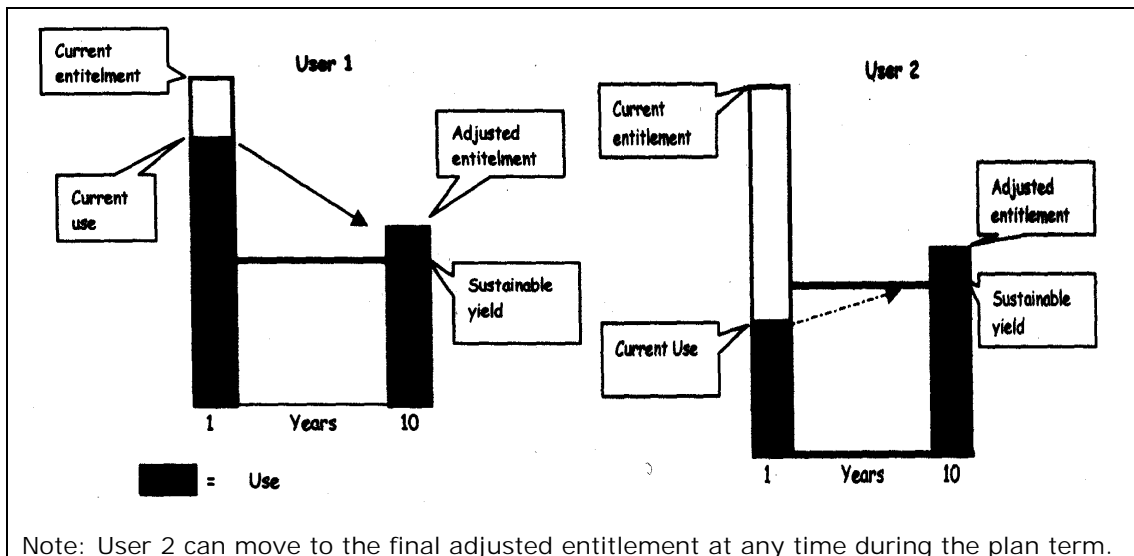 User 1
Current
entitelment
Current
use
Adjusted
entitelment
Sustainable
yield
1 Years 10
= Use
User 2
Current
entitlement
Current Use
Adjusted
entitlement
Sustainable
yield
1 Years 10
Note: User 2 can move to the final adjusted entitlement at any time during the plan term.